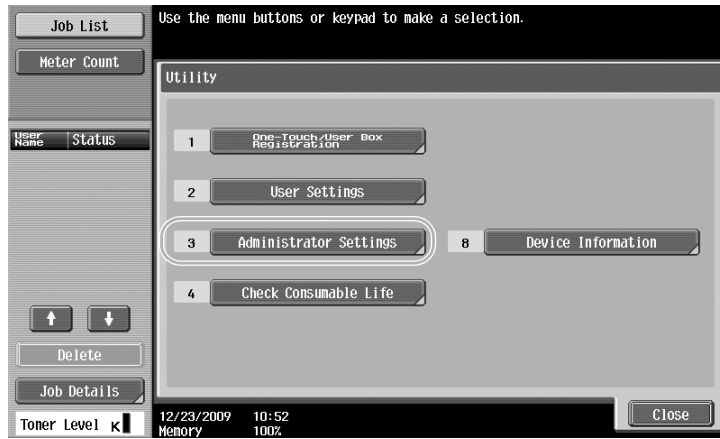 Job List
Meter Count
User Name Status
Delete
Job Details
Toner Level K
Use the menu buttons or keypad to make a selection.
Utility
1 One-Touch/User Box Registration
2 User Settings
3 Administrator Settings
8 Device Information
4 Check Consumable Life
12/23/2009 10:52
Memory 100%
Close